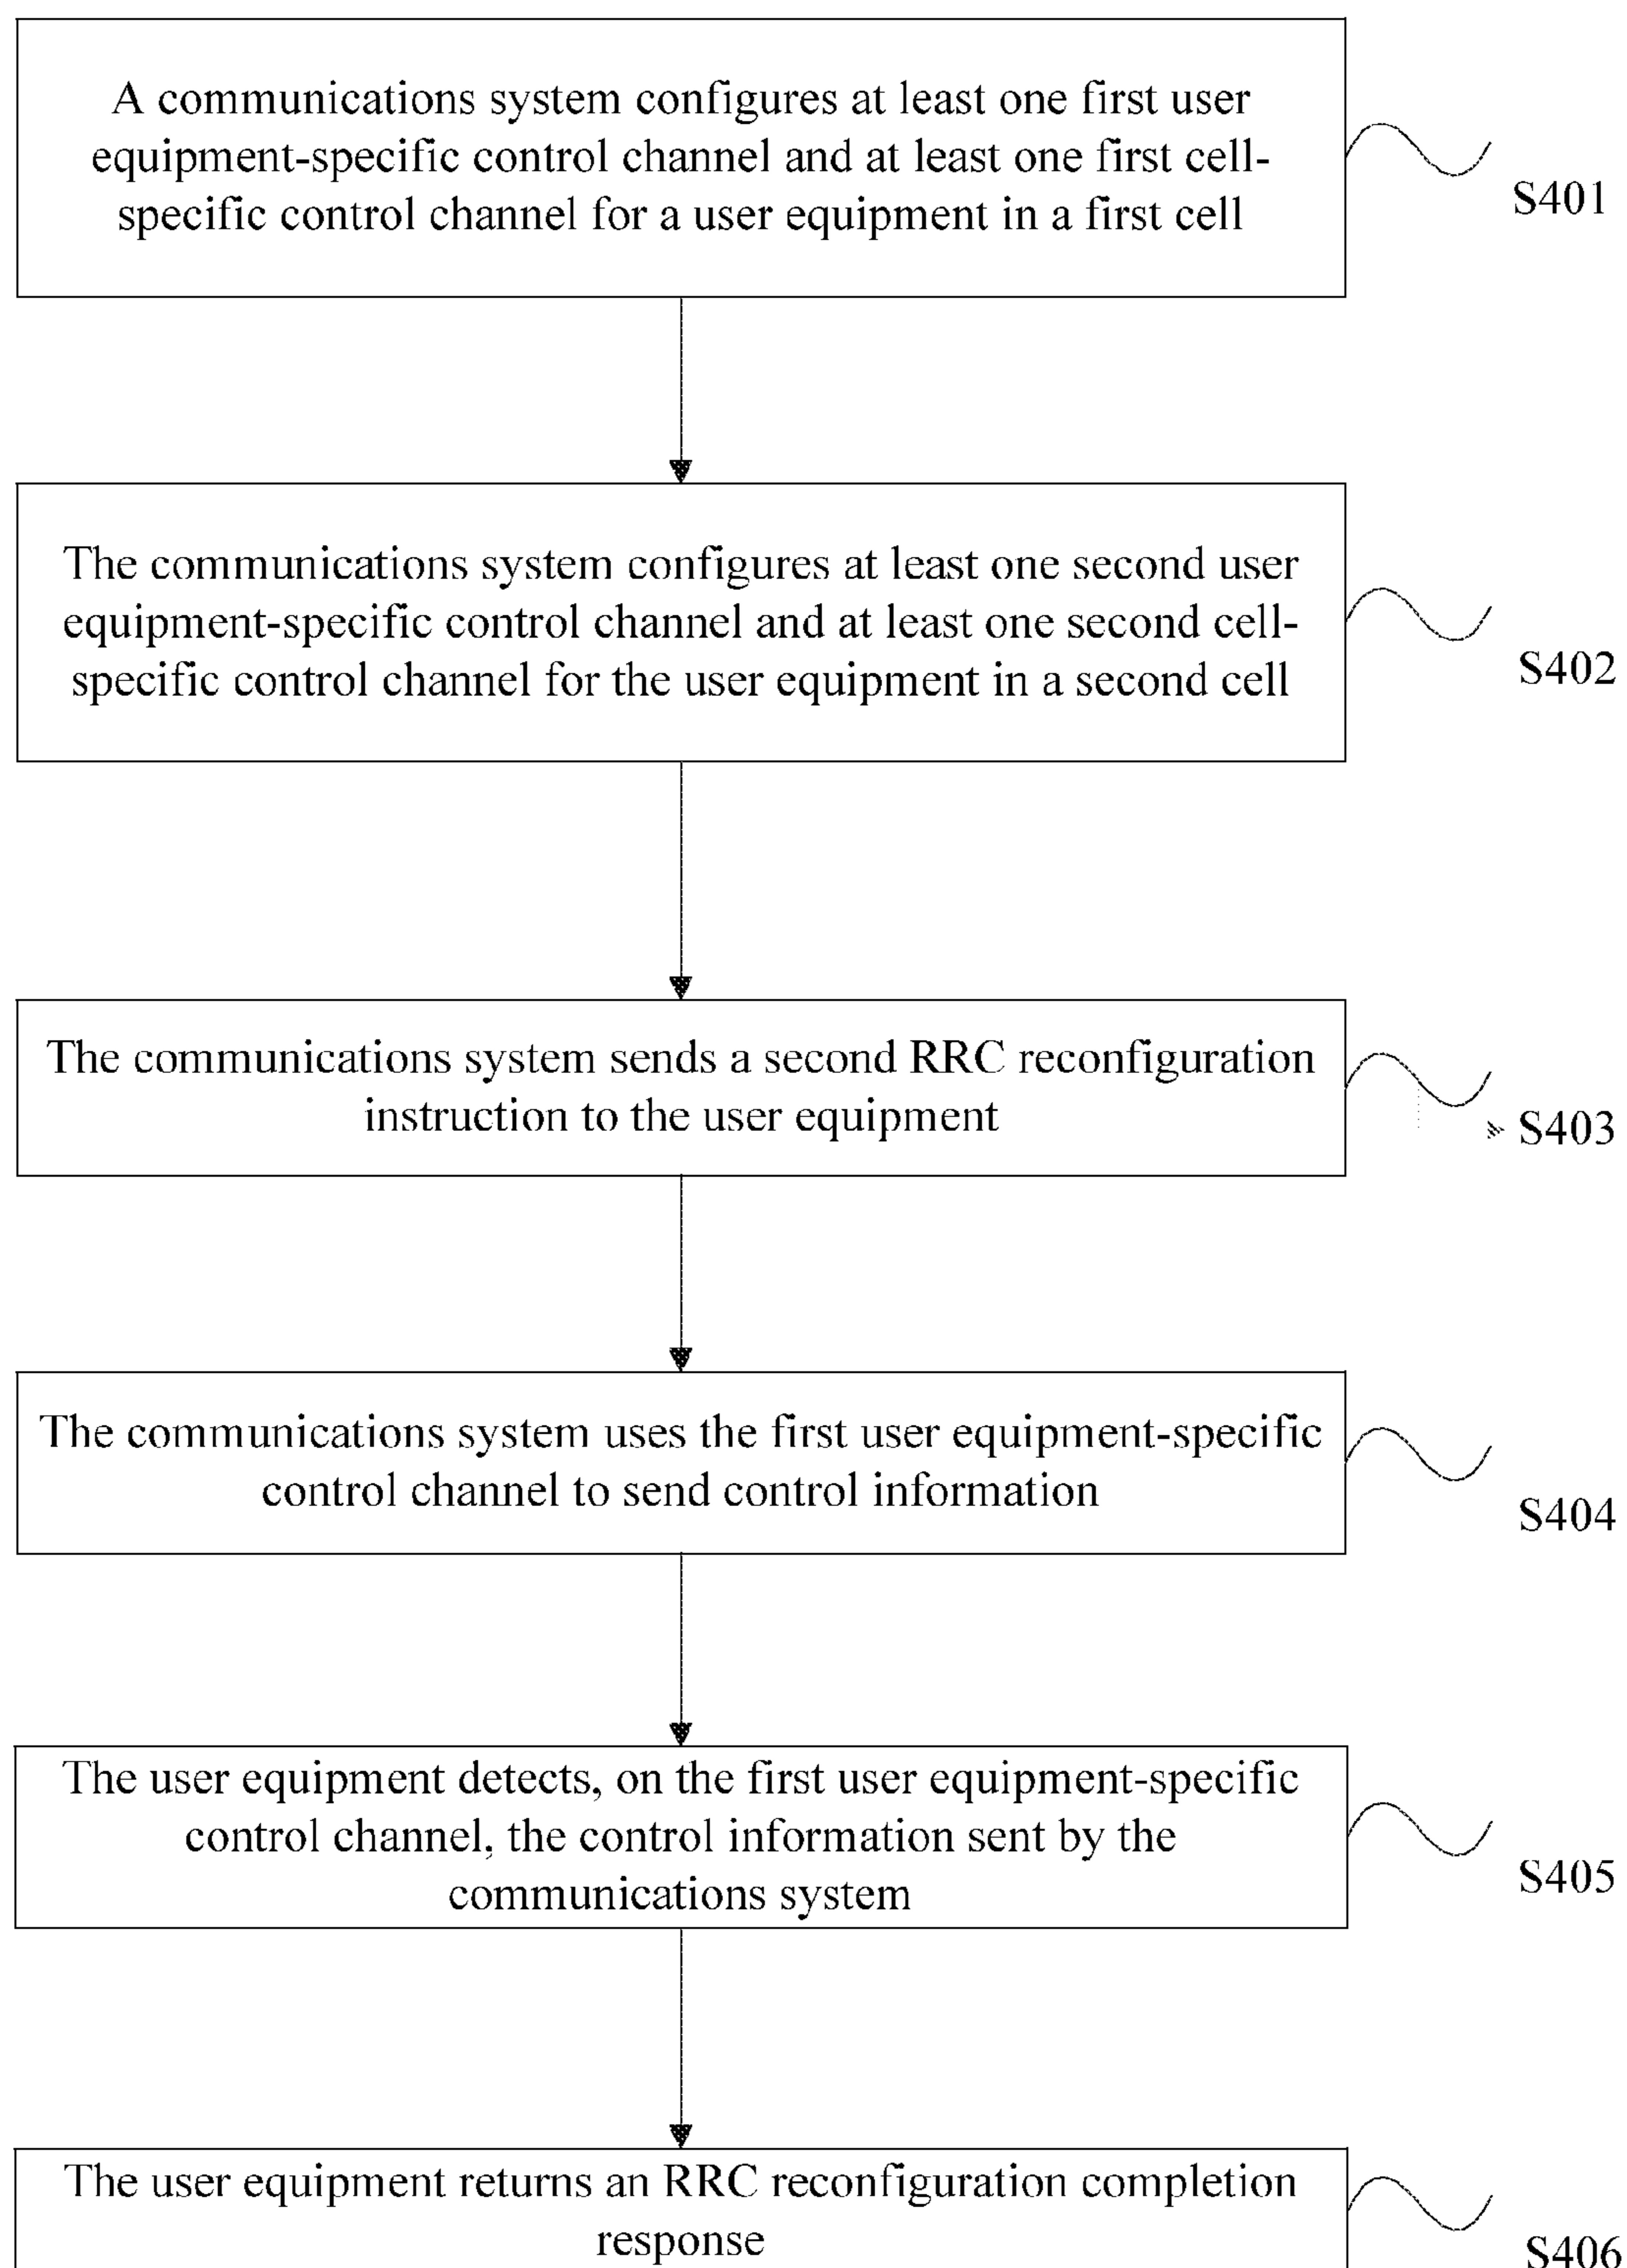 A communications system configures at least one first user
equipment-specific control channel and at least one first cell-
specific control channel for a user equipment in a first cell
S401
The communications system configures at least one second user
equipment-specific control channel and at least one second cell-
specific control channel for the user equipment in a second cell
S402
The communications system sends a second RRC reconfiguration
instruction to the user equipment
S403
The communications system uses the first user equipment-specific
control channel to send control information
S404
The user equipment detects, on the first user equipment-specific
control channel, the control information sent by the
communications system
S405
The user equipment returns an RRC reconfiguration completion
response
S406